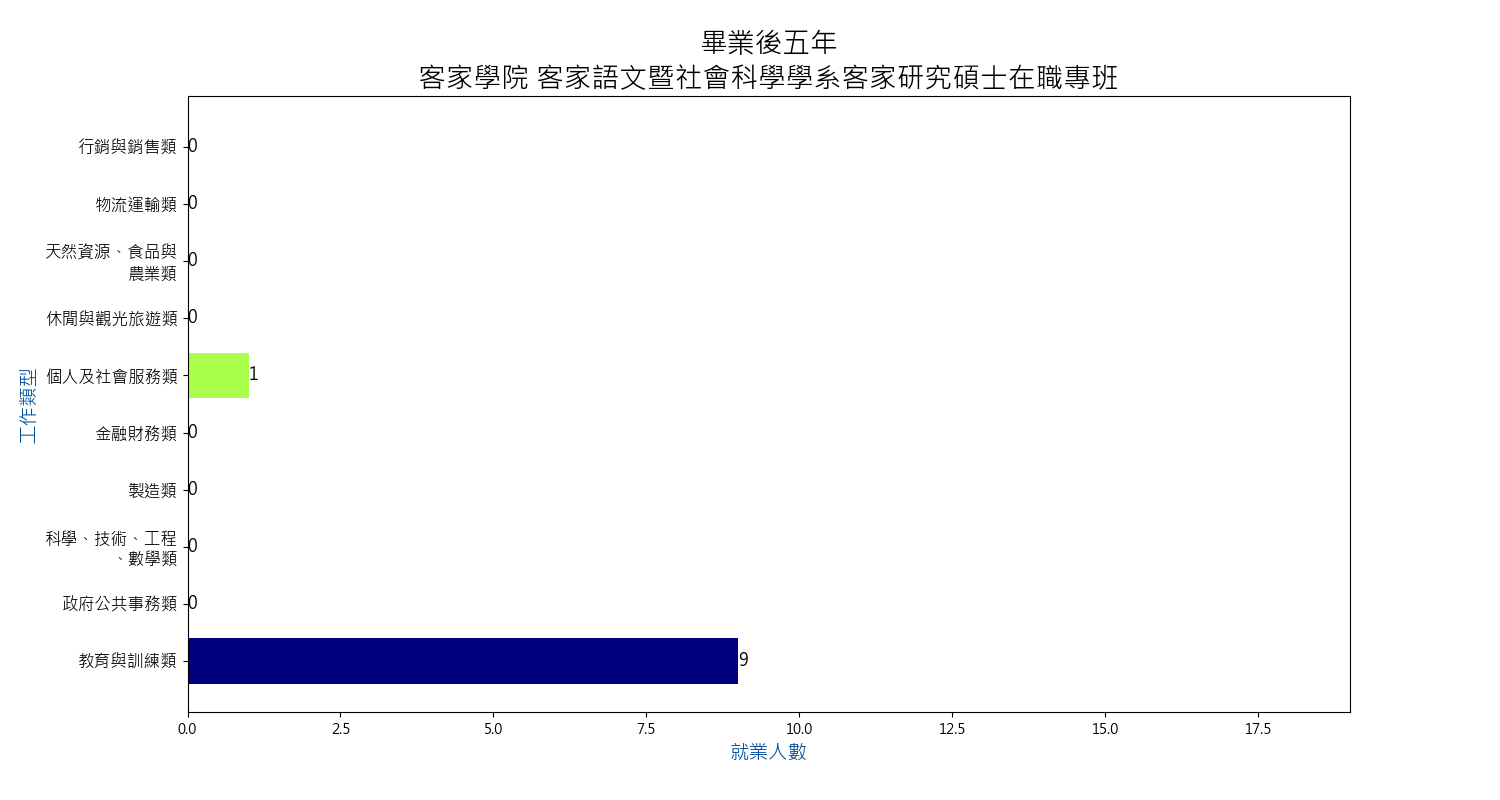 畢業後五年
客家學院 客家語文暨社會科學學系客家研究碩士在職專班
行銷與銷售類
0
物流運輸類
0
天然資源、食品與
農業類
0
休閒與觀光旅遊類
0
個人及社會服務類
1
金融財務類
0
製造類
0
科學、技術、工程
、數學類
0
政府公共事務類
0
教育與訓練類
9
工作類型
0.0
2.5
5.0
7.5
10.0
12.5
15.0
17.5
就業人數